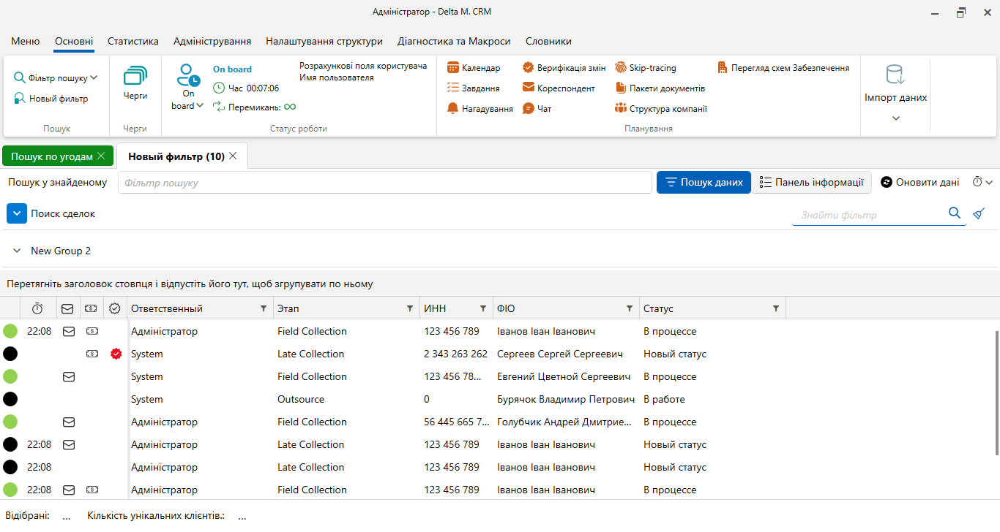 Адміністратор - Delta M. CRM
Меню Основні Статистика Адміністрування Налаштування структури Діагностика та Макроси Словники
Фільтр пошуку
Новый фильтр
Пошук
Черги
Черги
On board
On board
Час 00:07:06
Перемикань: ∞
Розрахункові поля користувача
Имя пользователя
Статус роботи
Календар Верифікація змін Skip-tracing Перегляд схем Забезпечення
Завдання Кореспондент Пакети документів
Нагадування Чат Структура компанії
Планування
Імпорт даних
Пошук по угодам Новый фильтр (10)
Пошук у знайденому Фільтр пошуку Пошук даних Панель інформації Оновити дані
Поиск сделок Знайти фільтр
New Group 2
Перетягніть заголовок стовпця і відпустіть його тут, щоб згрупувати по ньому
Ответственный Этап ИНН ФІО Статус
22:08 Адміністратор Field Collection 123 456 789 Іванов Іван Іванович В процессе
System Late Collection 2 343 263 262 Сергеев Сергей Сергеевич Новый статус
System Field Collection 123 456 78... Евгений Цветной Сергеевич В процессе
System Outsource 0 Бурячок Владимир Петрович В работе
Адміністратор Field Collection 56 445 665 7... Голубчик Андрей Дмитрие... В процессе
22:08 Адміністратор Late Collection 123 456 789 Іванов Іван Іванович Новый статус
22:08 Адміністратор Late Collection 123 456 789 Іванов Іван Іванович Новый статус
22:08 Адміністратор Field Collection 123 456 789 Іванов Іван Іванович В процессе
Відібрані: ... Кількість унікальних клієнтів.: ...